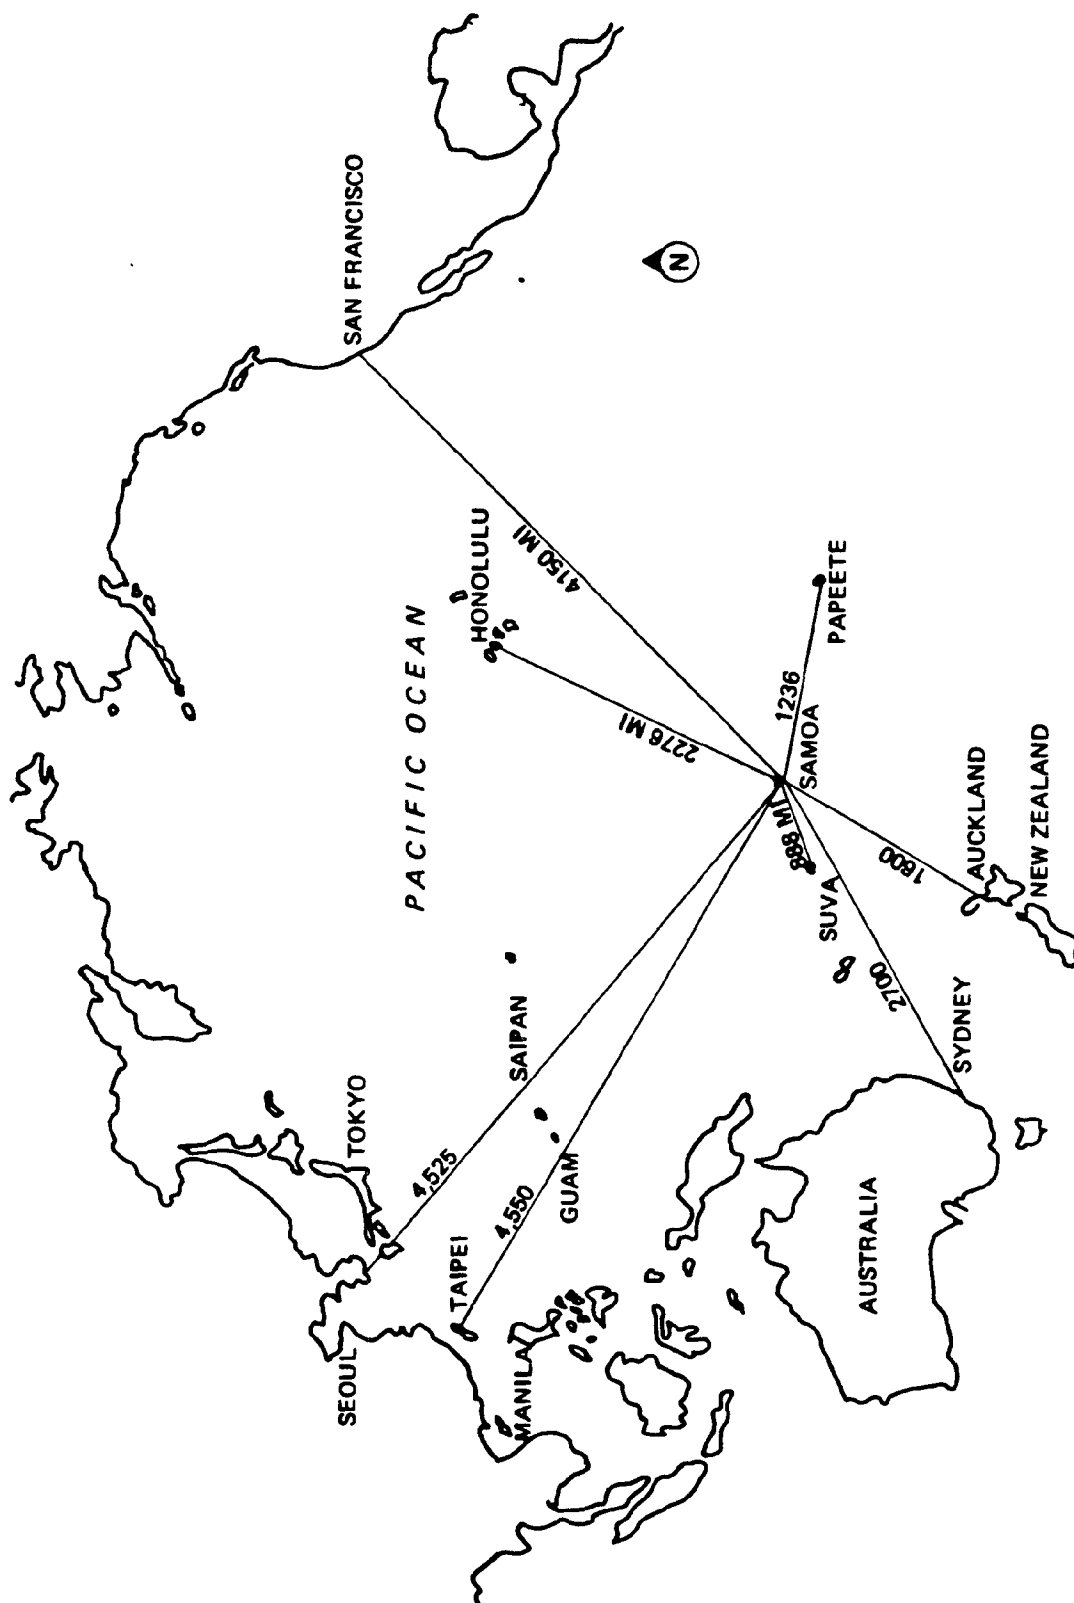 SAN FRANCISCO
N
HONOLULU
4150 MI
PACIFIC OCEAN
2276 MI
PAPEETE
1236
SAMOA
SEOUL
TOKYO
4,525
TAIPEI
4,550
SAIPAN
GUAM
MANILA
SUVA
888 MI
AUSTRALIA
SYDNEY
2700
1800
AUCKLAND
NEW ZEALAND